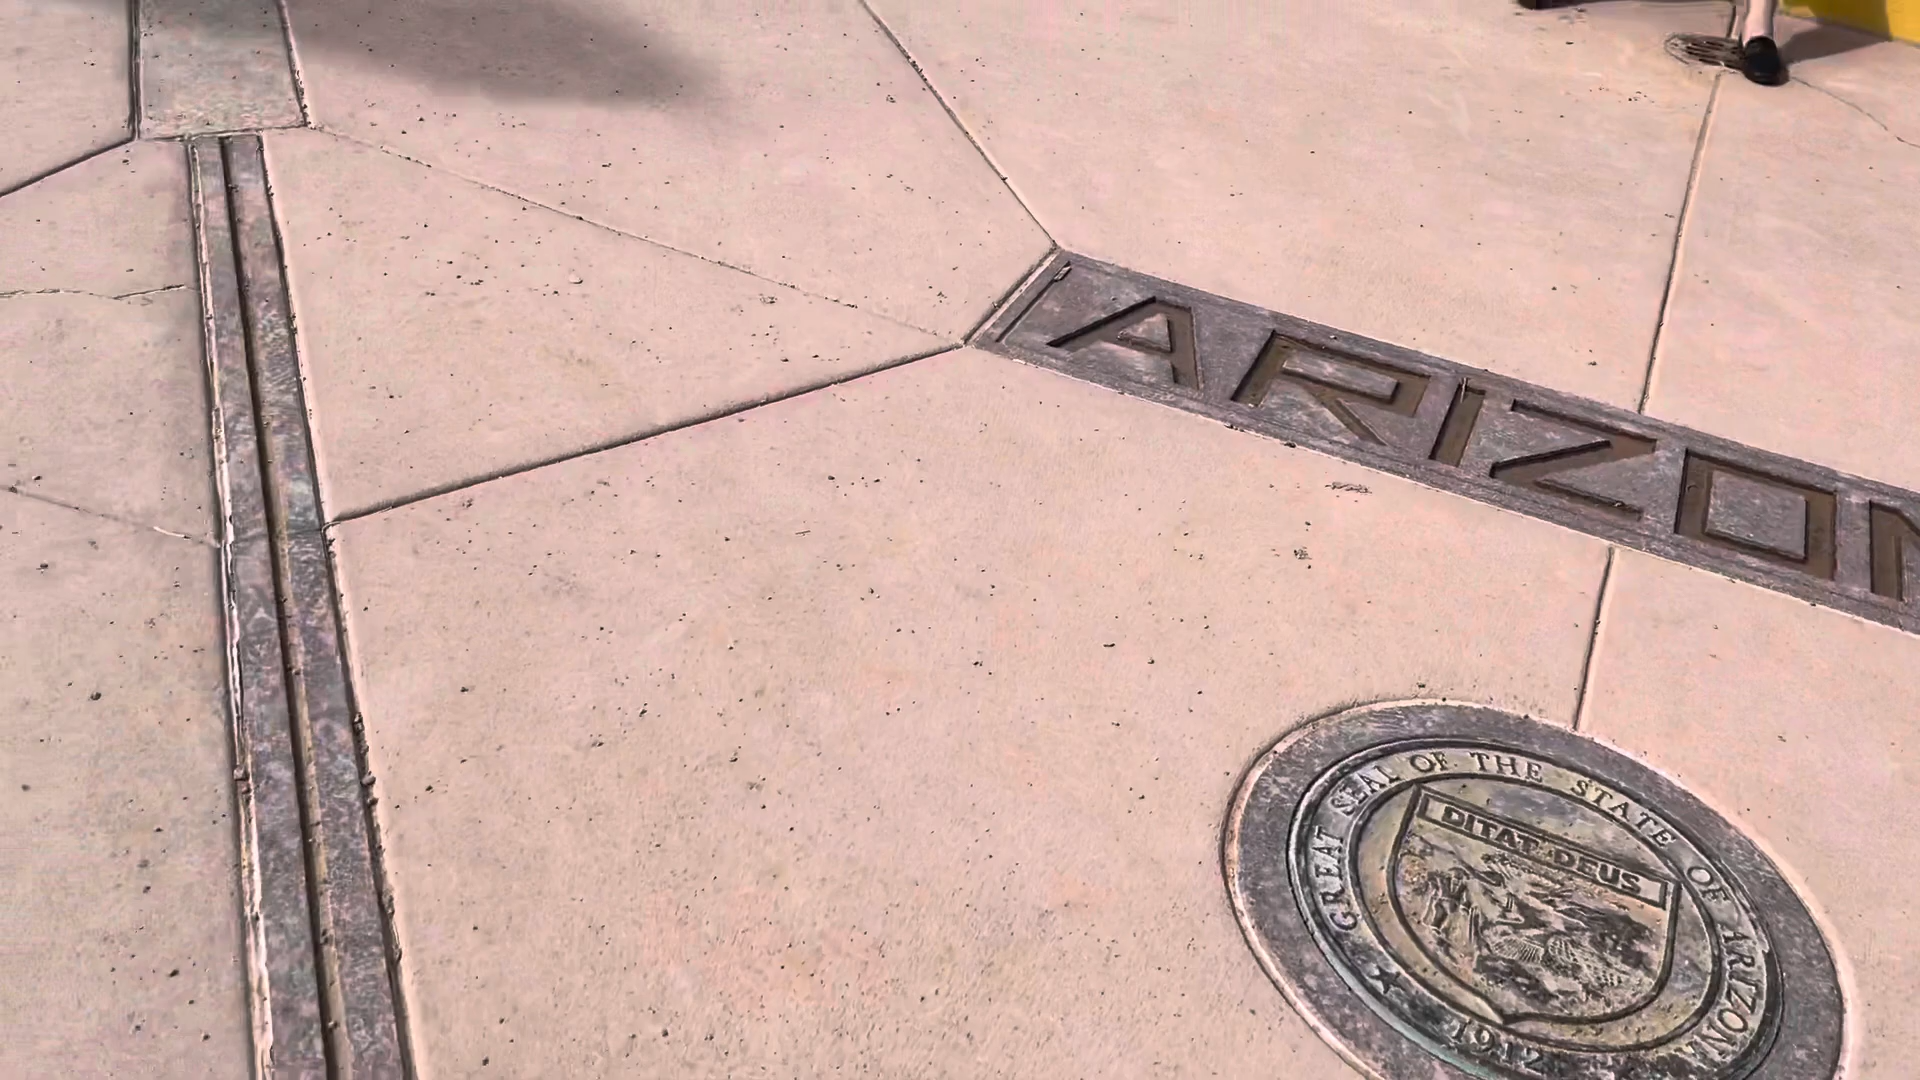 ARIZON
GREAT SEAL OF THE STATE OF ARIZONA
DITAT DEUS
1912